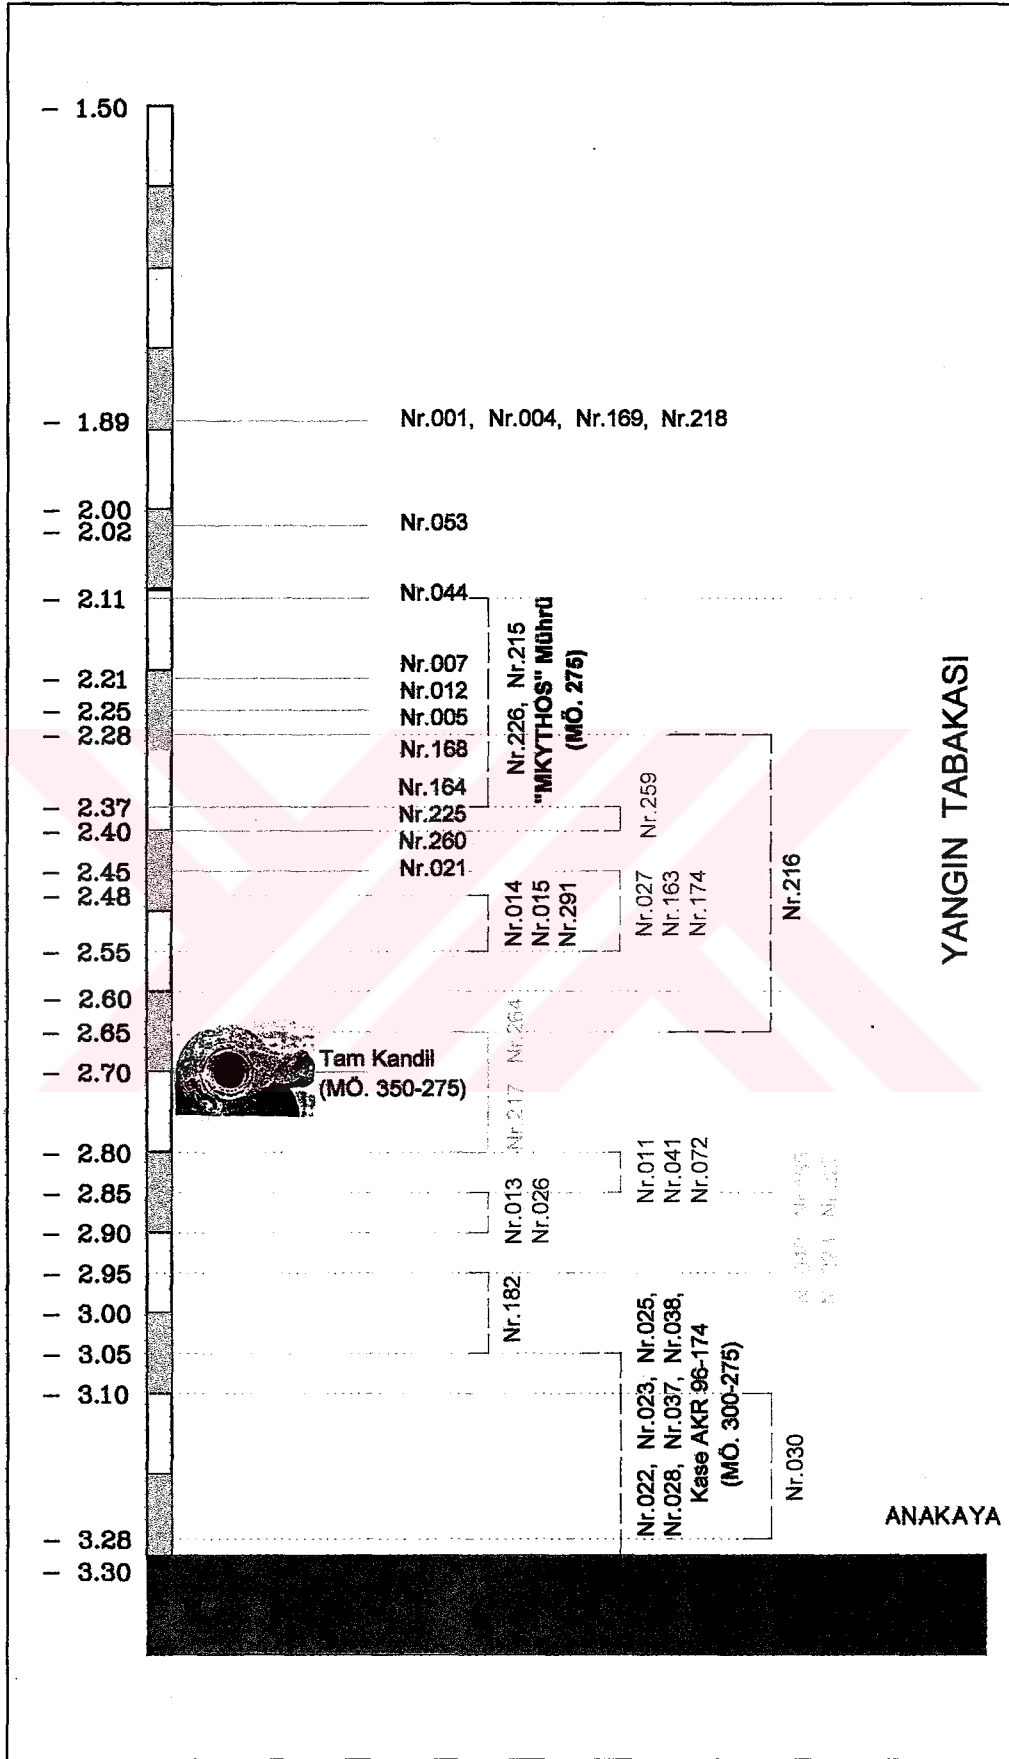 - 1.50
- 1.89
Nr.001, Nr.004, Nr.169, Nr.218
- 2.00
- 2.02
Nr.053
- 2.11
Nr.044
Nr.007
- 2.21
Nr.012
- 2.25
Nr.005
- 2.28
Nr.168
Nr.164
- 2.37
Nr.225
- 2.40
Nr.260
- 2.45
Nr.021
- 2.48
- 2.55
- 2.60
- 2.65
- 2.70
Tam Kandil
(MÖ. 350-275)
- 2.80
- 2.85
- 2.90
- 2.95
- 3.00
- 3.05
- 3.10
- 3.28
- 3.30
Nr.226, Nr.215
"MKYTHOS" Mührü
(MÖ. 275)
Nr.259
Nr.216
Nr.014
Nr.015
Nr.291
Nr.027
Nr.163
Nr.174
Nr.217 Nr.264
Nr.011
Nr.041
Nr.072
Nr.013
Nr.026
Nr.182
Nr.022, Nr.023, Nr.025,
Nr.028, Nr.037, Nr.038,
Kase AKR 96-174
(MÖ. 300-275)
Nr.030
YANGIN TABAKASI
ANAKAYA